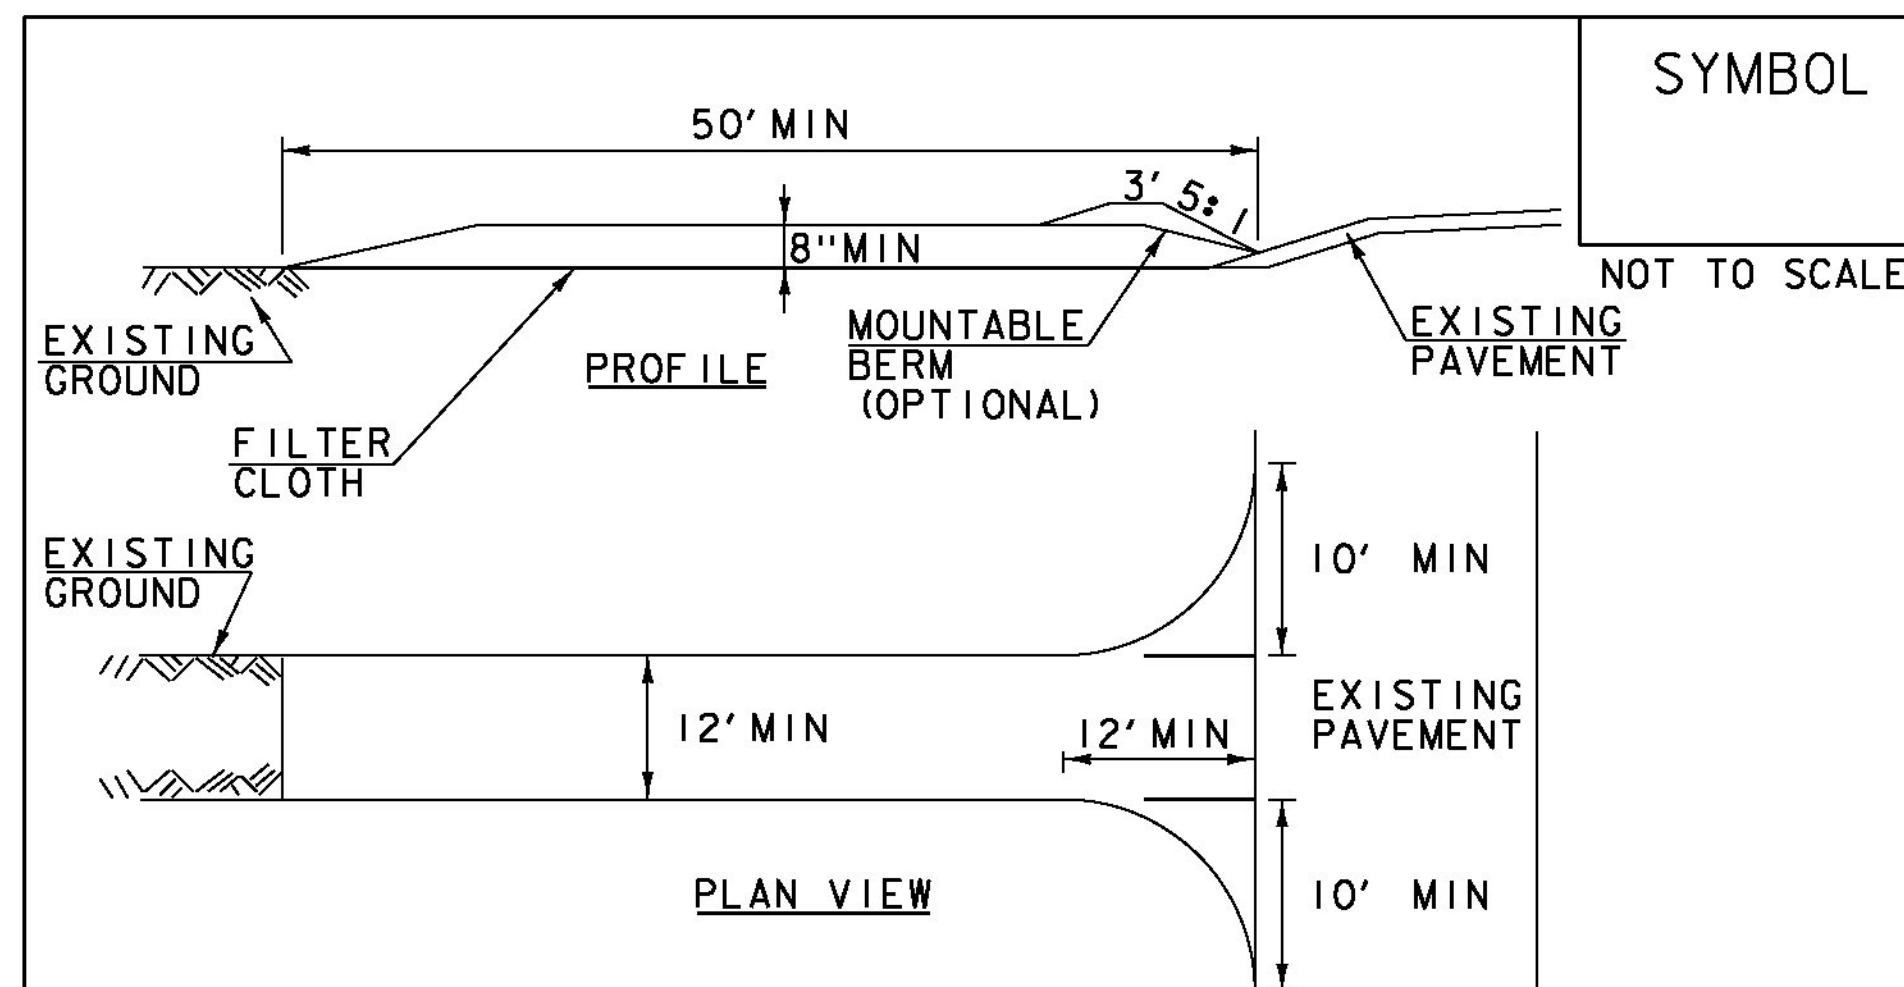 SYMBOL
50' MIN
3' 5:1
8" MIN
NOT TO SCALE
EXISTING
GROUND
PROFILE
MOUNTABLE
BERM
(OPTIONAL)
EXISTING
PAVEMENT
FILTER
CLOTH
EXISTING
GROUND
10' MIN
12' MIN
12' MIN
EXISTING
PAVEMENT
PLAN VIEW
10' MIN